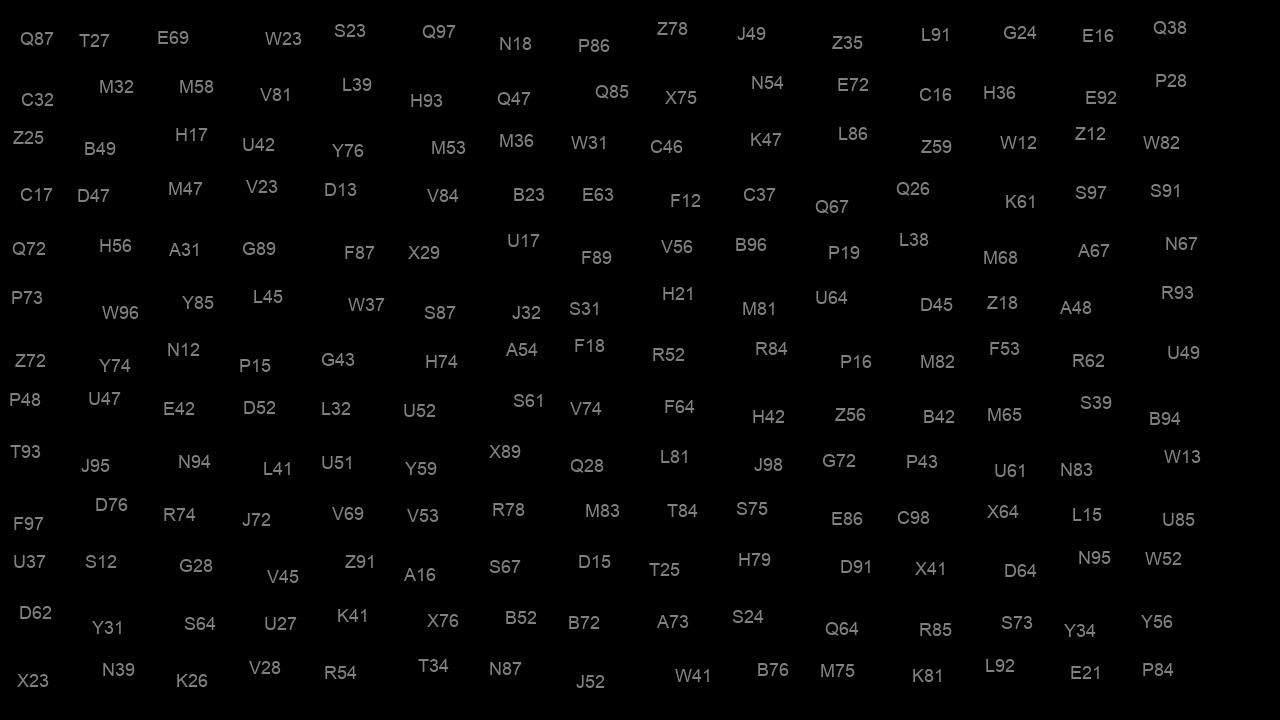 Q87 T27 E69 W23 S23 Q97 N18 P86 Z78 J49 Z35 L91 G24 E16 Q38
C32 M32 M58 V81 L39 H93 Q47 Q85 X75 N54 E72 C16 H36 E92 P28
Z25 B49 H17 U42 Y76 M53 M36 W31 C46 K47 L86 Z59 W12 Z12 W82
C17 D47 M47 V23 D13 V84 B23 E63 F12 C37 Q67 Q26 K61 S97 S91
Q72 H56 A31 G89 F87 X29 U17 F89 V56 B96 P19 L38 M68 A67 N67
P73 W96 Y85 L45 W37 S87 J32 S31 H21 M81 U64 D45 Z18 A48 R93
Z72 Y74 N12 P15 G43 H74 A54 F18 R52 R84 P16 M82 F53 R62 U49
P48 U47 E42 D52 L32 U52 S61 V74 F64 H42 Z56 B42 M65 S39 B94
T93 J95 N94 L41 U51 Y59 X89 Q28 L81 J98 G72 P43 U61 N83 W13
F97 D76 R74 J72 V69 V53 R78 M83 T84 S75 E86 C98 X64 L15 U85
U37 S12 G28 V45 Z91 A16 S67 D15 T25 H79 D91 X41 D64 N95 W52
D62 Y31 S64 U27 K41 X76 B52 B72 A73 S24 Q64 R85 S73 Y34 Y56
X23 N39 K26 V28 R54 T34 N87 J52 W41 B76 M75 K81 L92 E21 P84